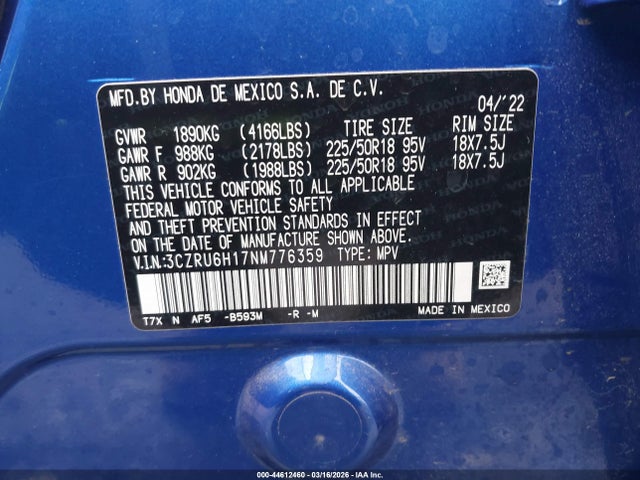 MFD.BY HONDA DE MEXICO S.A. DE C.V.
04/'22
GVWR 1890KG (4166LBS) TIRE SIZE RIM SIZE
GAWR F 988KG (2178LBS) 225/50R18 95V 18X7.5J
GAWR R 902KG (1988LBS) 225/50R18 95V 18X7.5J
THIS VEHICLE CONFORMS TO ALL APPLICABLE
FEDERAL MOTOR VEHICLE SAFETY
AND THEFT PREVENTION STANDARDS IN EFFECT
ON THE DATE OF MANUFACTURE SHOWN ABOVE.
V.I.N:3CZRU6H17NM776359 TYPE: MPV
T7X N AF5 -B593M -R -M
MADE IN MEXICO
000-44612460 - 03/16/2026 - IAA Inc.